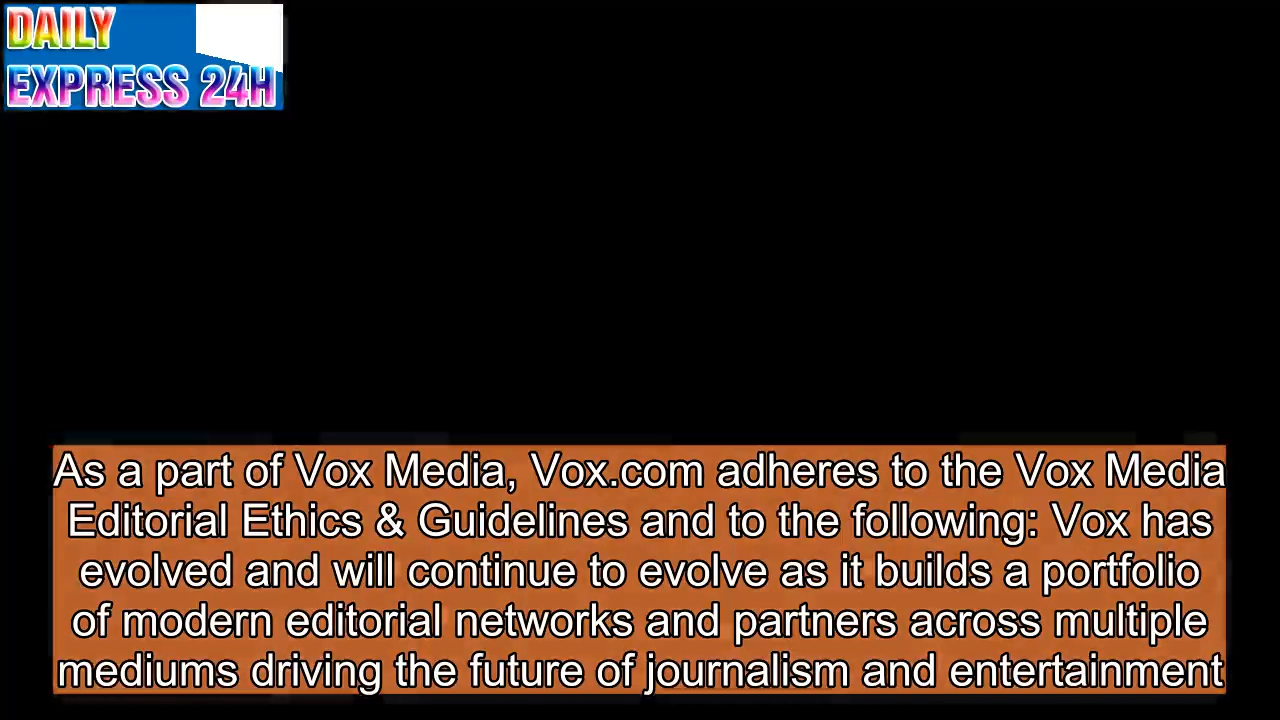 DAILY
EXPRESS 24H
As a part of Vox Media, Vox.com adheres to the Vox Media
Editorial Ethics & Guidelines and to the following: Vox has
evolved and will continue to evolve as it builds a portfolio
of modern editorial networks and partners across multiple
mediums driving the future of journalism and entertainment